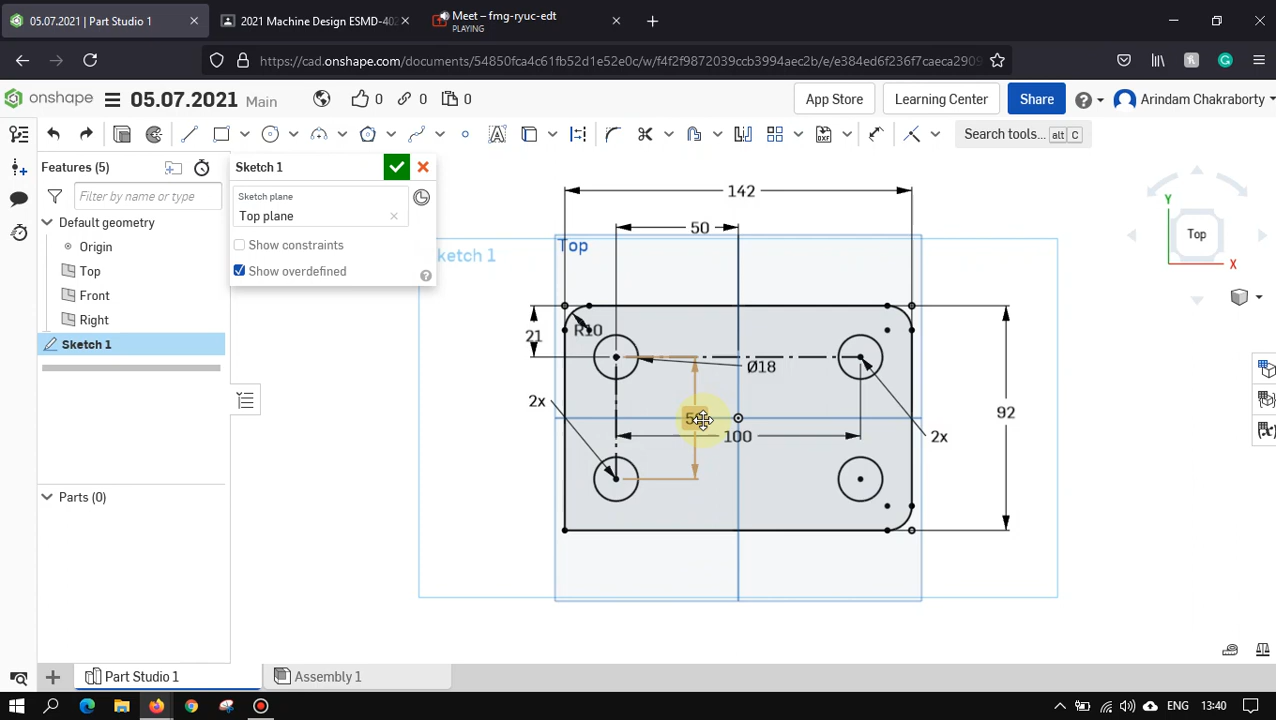 05.07.2021 | Part Studio 1
2021 Machine Design ESMD-402
Meet – fmg-ryuc-edt
PLAYING
https://cad.onshape.com/documents/54850fca4c61fb52d1e52e0c/w/f4f2f9872039ccb3994aec2b/e/e384ed6f236f7caeca2909
onshape
05.07.2021
Main
0
0
0
App Store
Learning Center
Share
Arindam Chakraborty
Search tools...
alt
C
Features (5)
Filter by name or type
Default geometry
Origin
Top
Front
Right
Sketch 1
Parts (0)
Sketch 1
Sketch plane
Top plane
Show constraints
Show overdefined
ketch 1
Top
142
50
21
R10
Ø18
2x
100
2x
92
Top
Y
X
Part Studio 1
Assembly 1
ENG
13:40